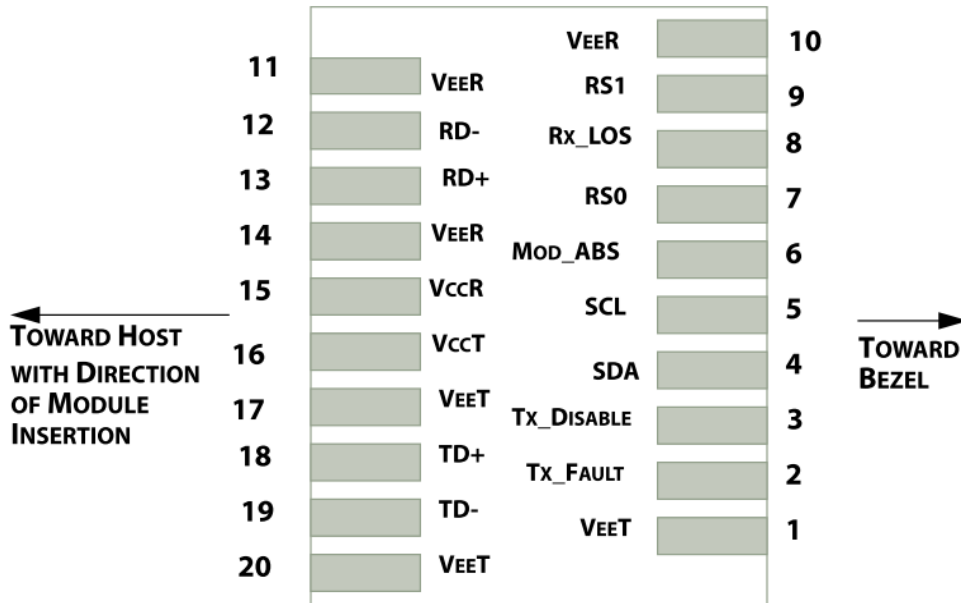 VEER 10
11 VEER
RS1 9
12 RD-
Rx_LOS 8
13 RD+
RS0 7
14 VEER
MOD_ABS 6
15 VCCR
SCL 5
TOWARD HOST
WITH DIRECTION
OF MODULE
INSERTION
16 VCCT
SDA 4
TOWARD
BEZEL
17 VEET
TX_DISABLE 3
18 TD+
TX_FAULT 2
19 TD-
VEET 1
20 VEET